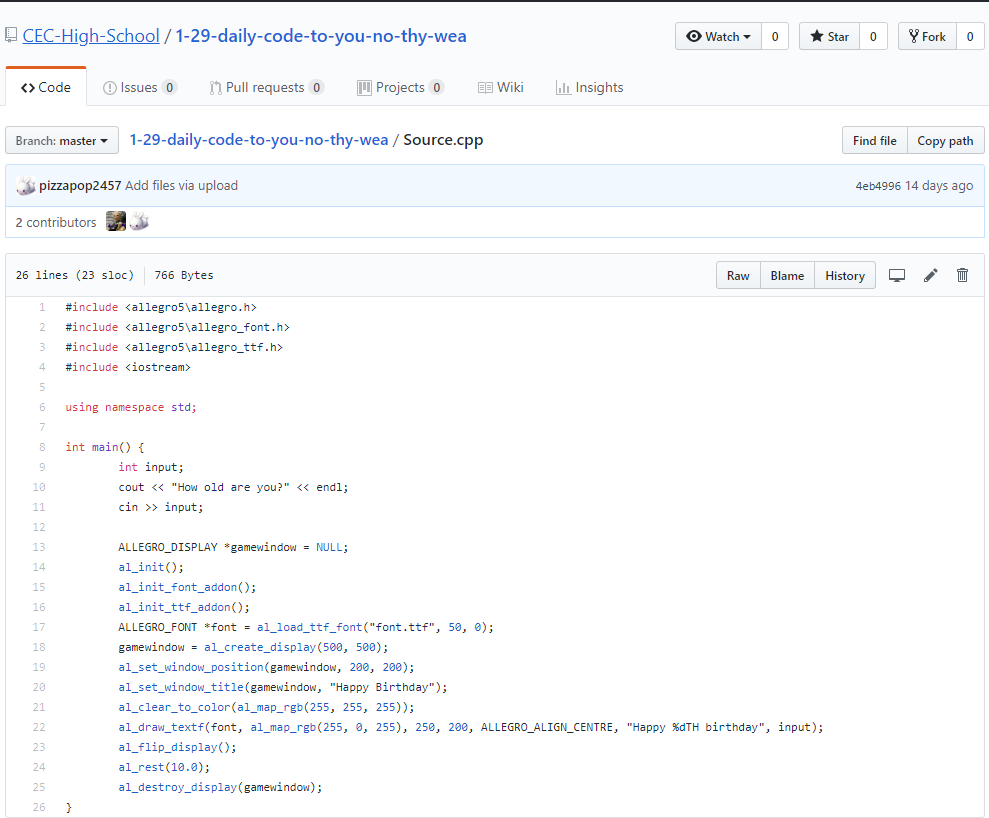 CEC-High-School / 1-29-daily-code-to-you-no-thy-wea Watch 0 Star 0 Fork 0
Code Issues 0 Pull requests 0 Projects 0 Wiki Insights
Branch: master 1-29-daily-code-to-you-no-thy-wea / Source.cpp Find file Copy path
pizzapop2457 Add files via upload 4eb4996 14 days ago
2 contributors
26 lines (23 sloc) 766 Bytes Raw Blame History
1 #include <allegro5\allegro.h>
2 #include <allegro5\allegro_font.h>
3 #include <allegro5\allegro_ttf.h>
4 #include <iostream>
5
6 using namespace std;
7
8 int main() {
9 int input;
10 cout << "How old are you?" << endl;
11 cin >> input;
12
13 ALLEGRO_DISPLAY *gamewindow = NULL;
14 al_init();
15 al_init_font_addon();
16 al_init_ttf_addon();
17 ALLEGRO_FONT *font = al_load_ttf_font("font.ttf", 50, 0);
18 gamewindow = al_create_display(500, 500);
19 al_set_window_position(gamewindow, 200, 200);
20 al_set_window_title(gamewindow, "Happy Birthday");
21 al_clear_to_color(al_map_rgb(255, 255, 255));
22 al_draw_textf(font, al_map_rgb(255, 0, 255), 250, 200, ALLEGRO_ALIGN_CENTRE, "Happy %dTH birthday", input);
23 al_flip_display();
24 al_rest(10.0);
25 al_destroy_display(gamewindow);
26 }